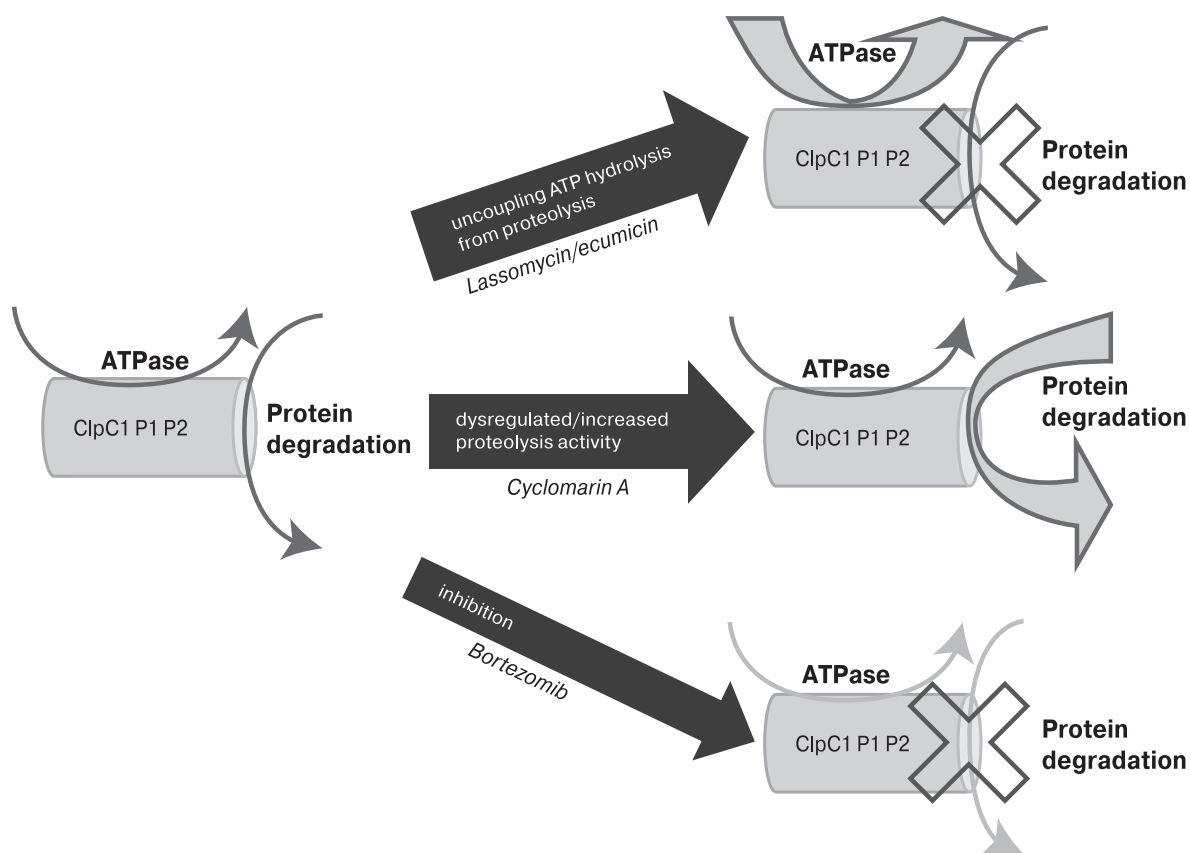 ATPase
ClpC1 P1 P2
Protein
degradation
uncoupling ATP hydrolysis
from proteolysis
Lassomycin/ecumicin
ATPase
ClpC1 P1 P2
Protein
degradation
dysregulated/increased
proteolysis activity
Cyclomarin A
ATPase
ClpC1 P1 P2
Protein
degradation
inhibition
Bortezomib
ATPase
ClpC1 P1 P2
Protein
degradation